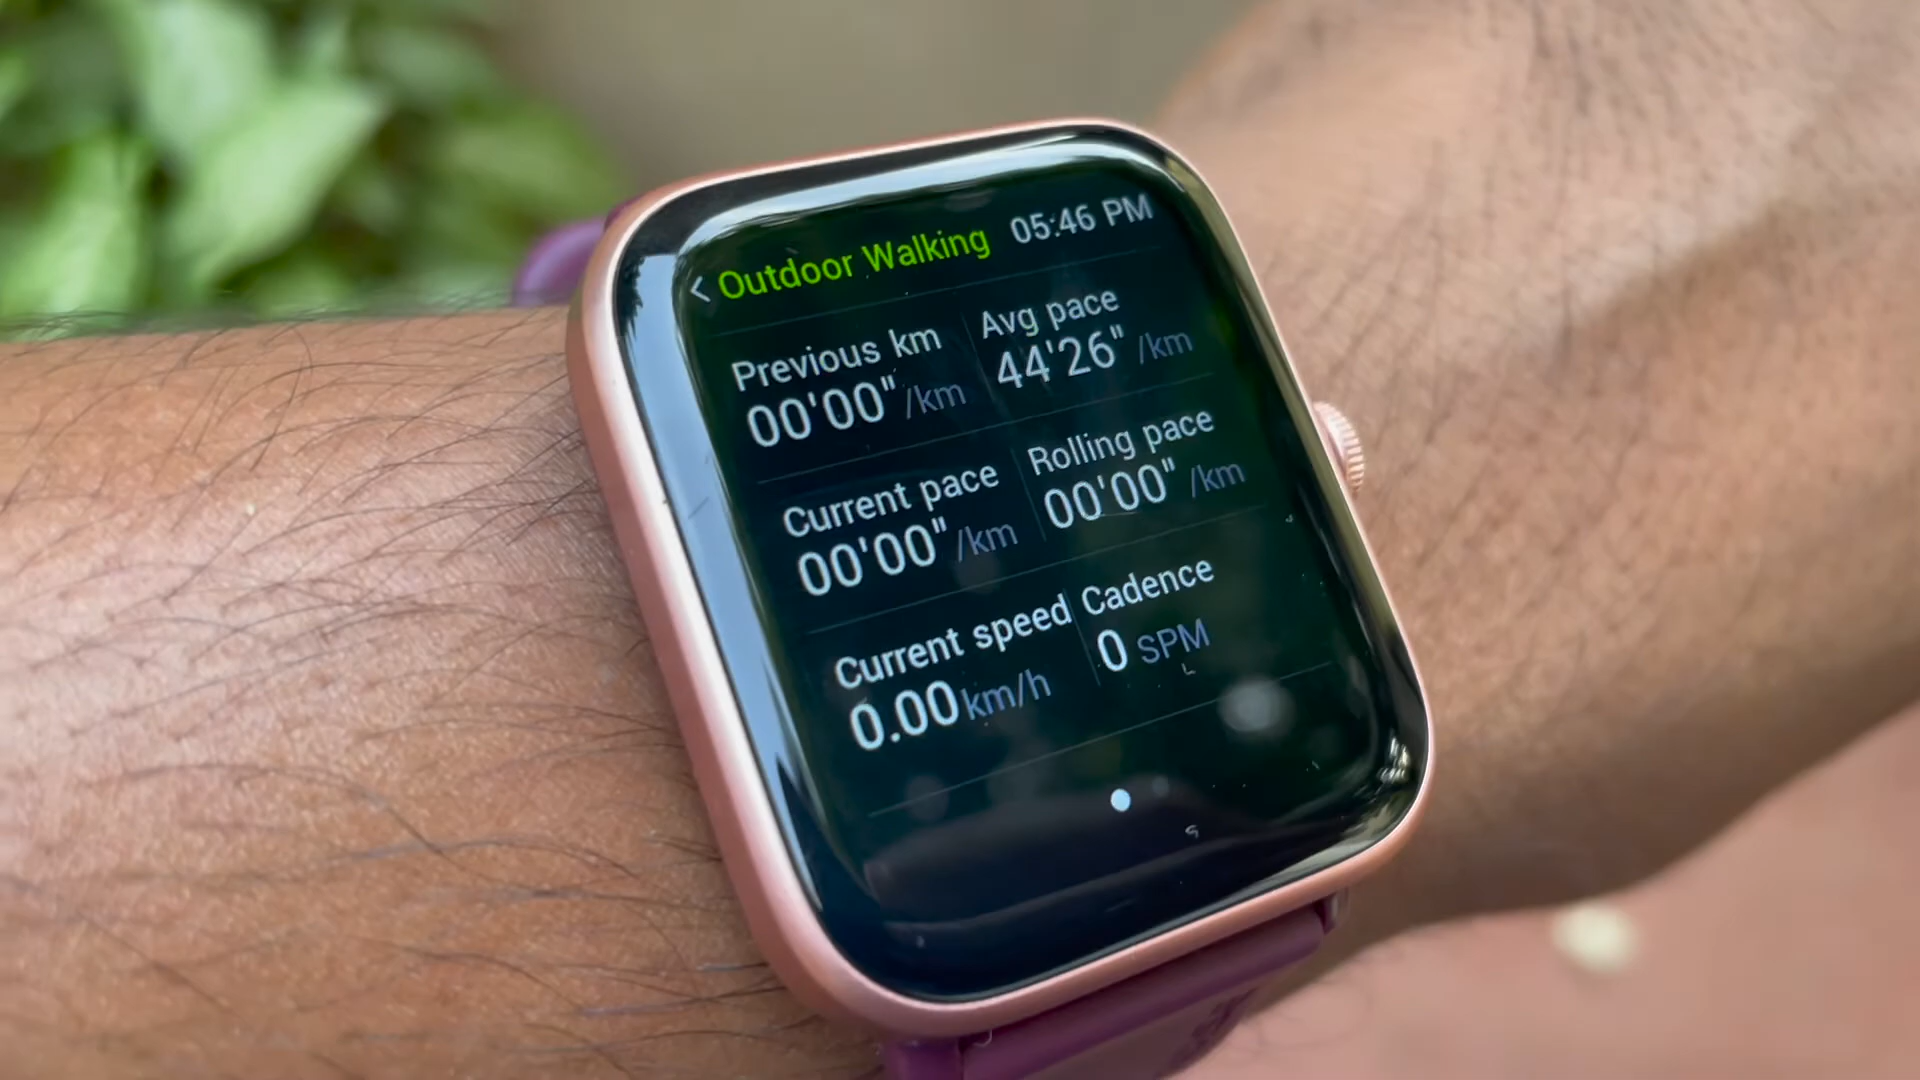 < Outdoor Walking 05:46 PM
Previous km
00'00" /km
Avg pace
44'26" /km
Current pace
00'00" /km
Rolling pace
00'00" /km
Current speed
0.00 km/h
Cadence
0 SPM